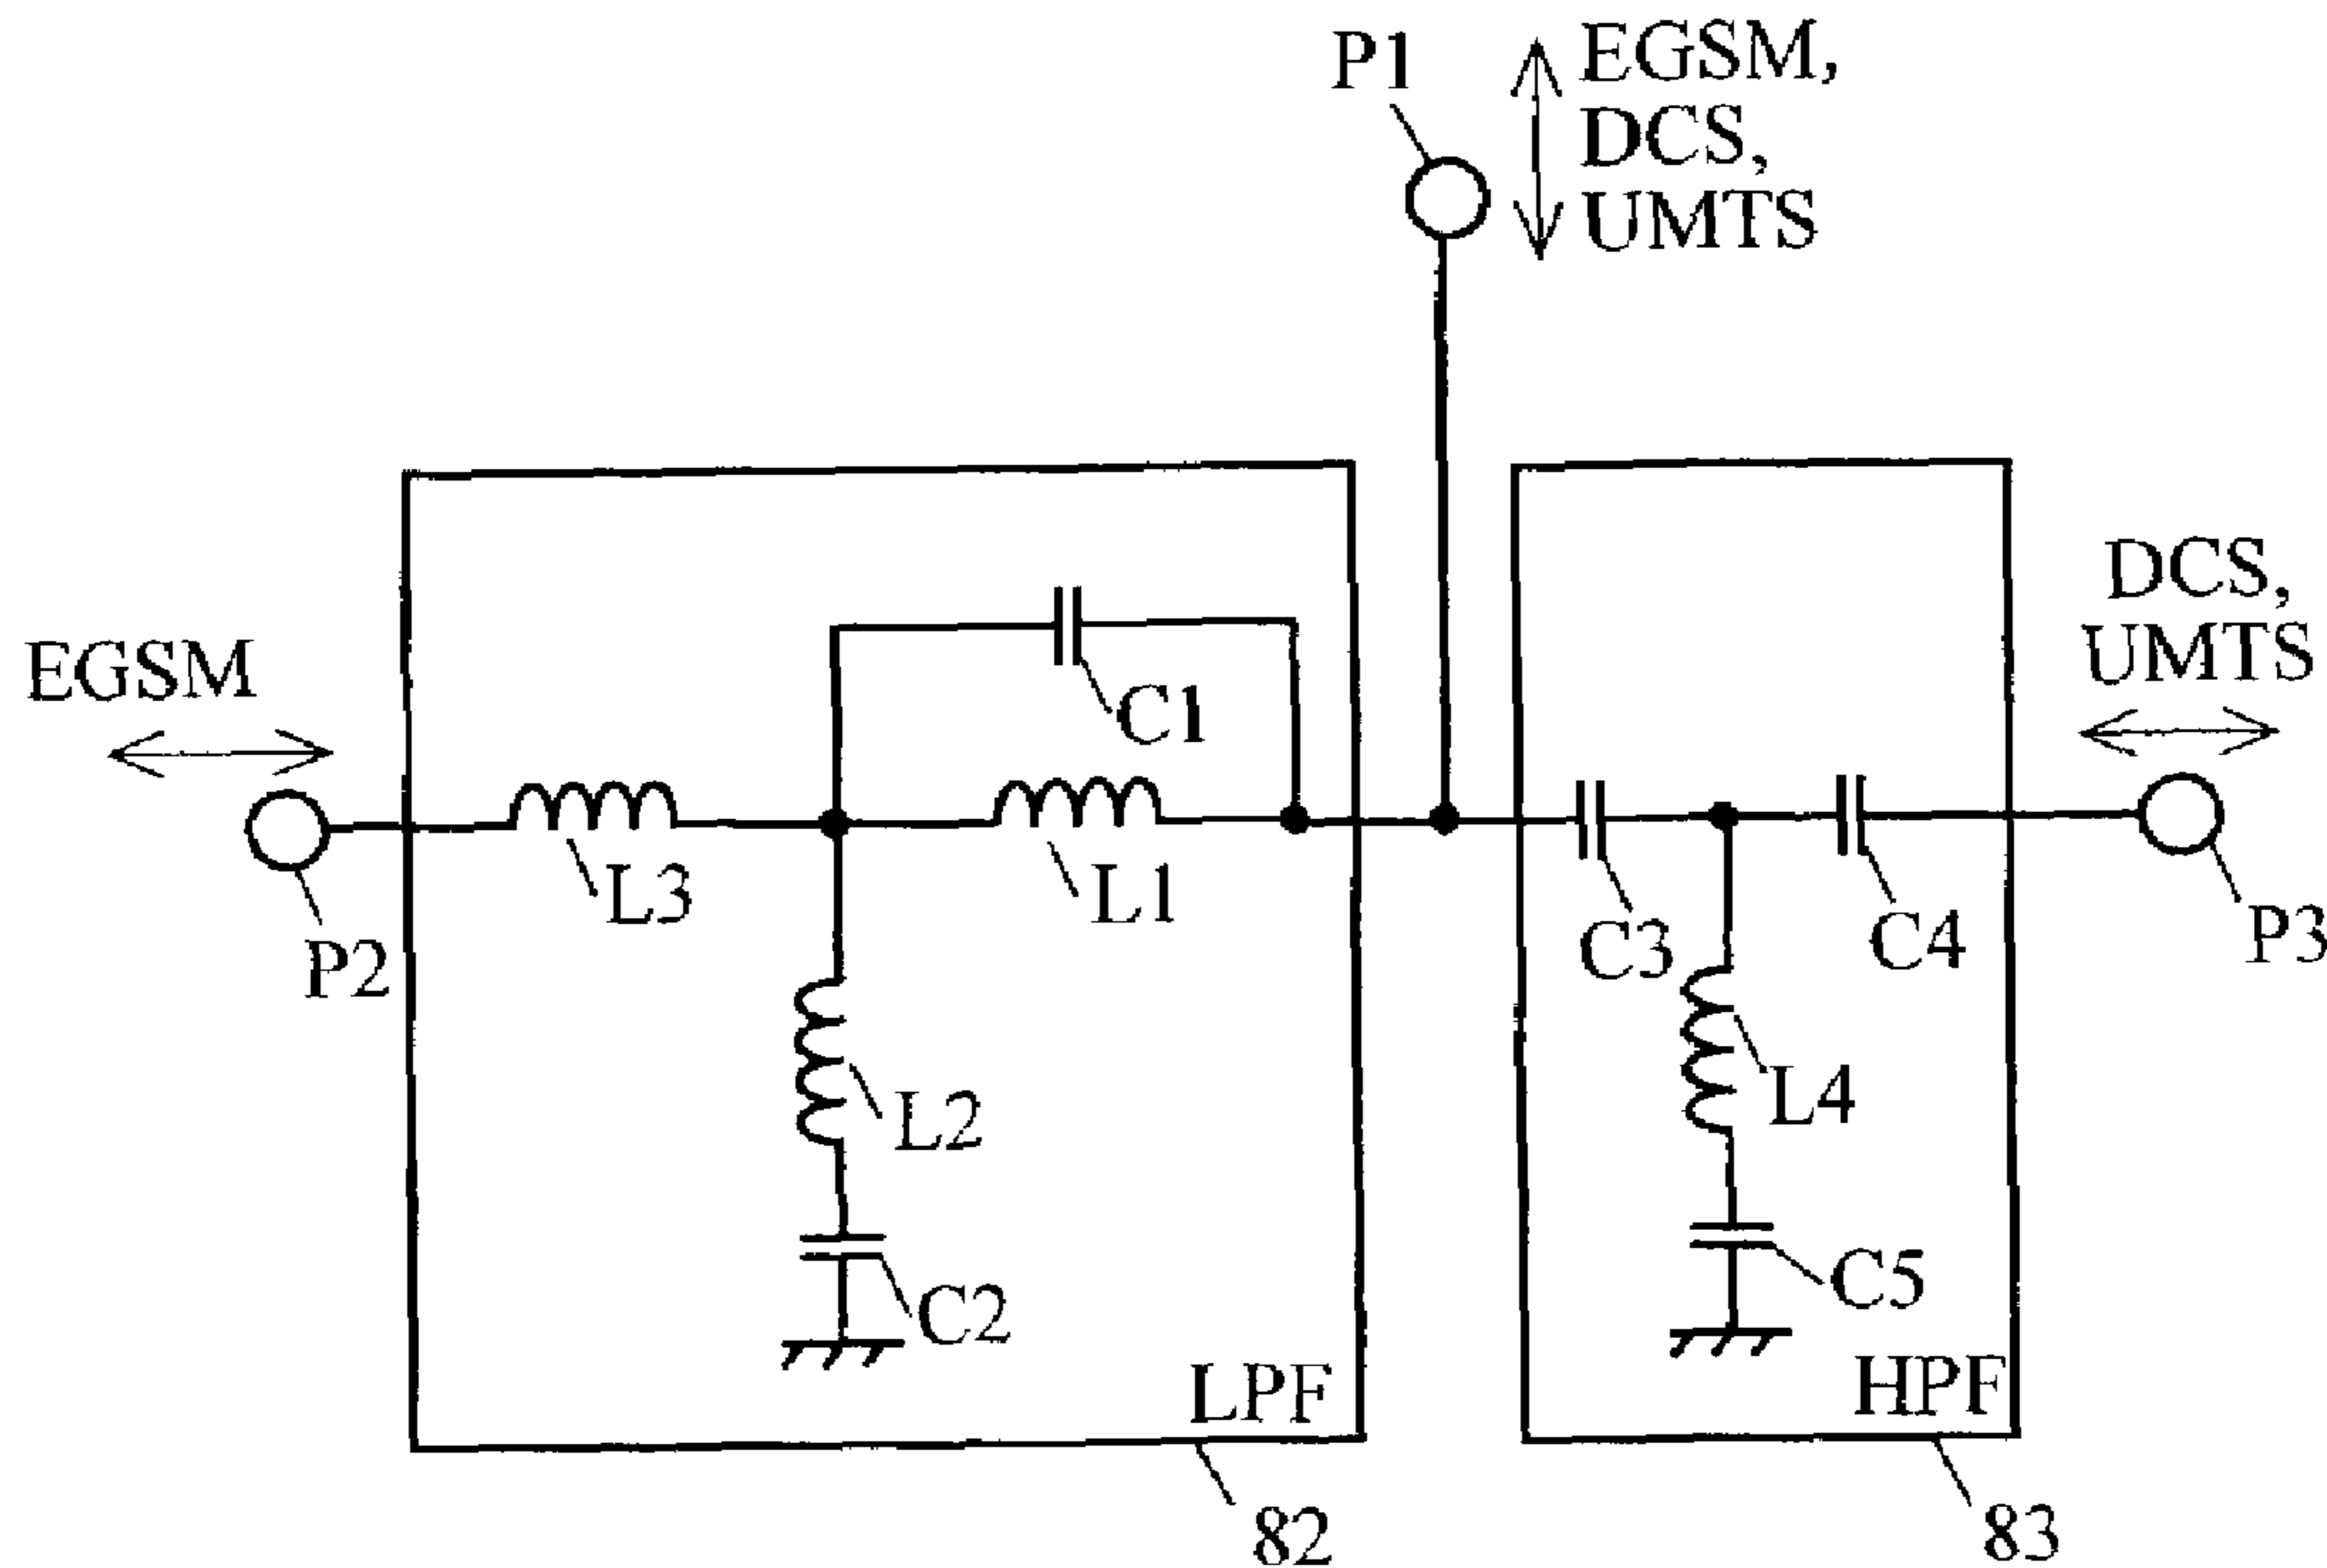 P1
EGSM,
DCS,
UMTS
DCS,
UMTS
EGSM
C1
L3
L1
P2
C3
C4
P3
L2
L4
C2
C5
LPF
HPF
82
83